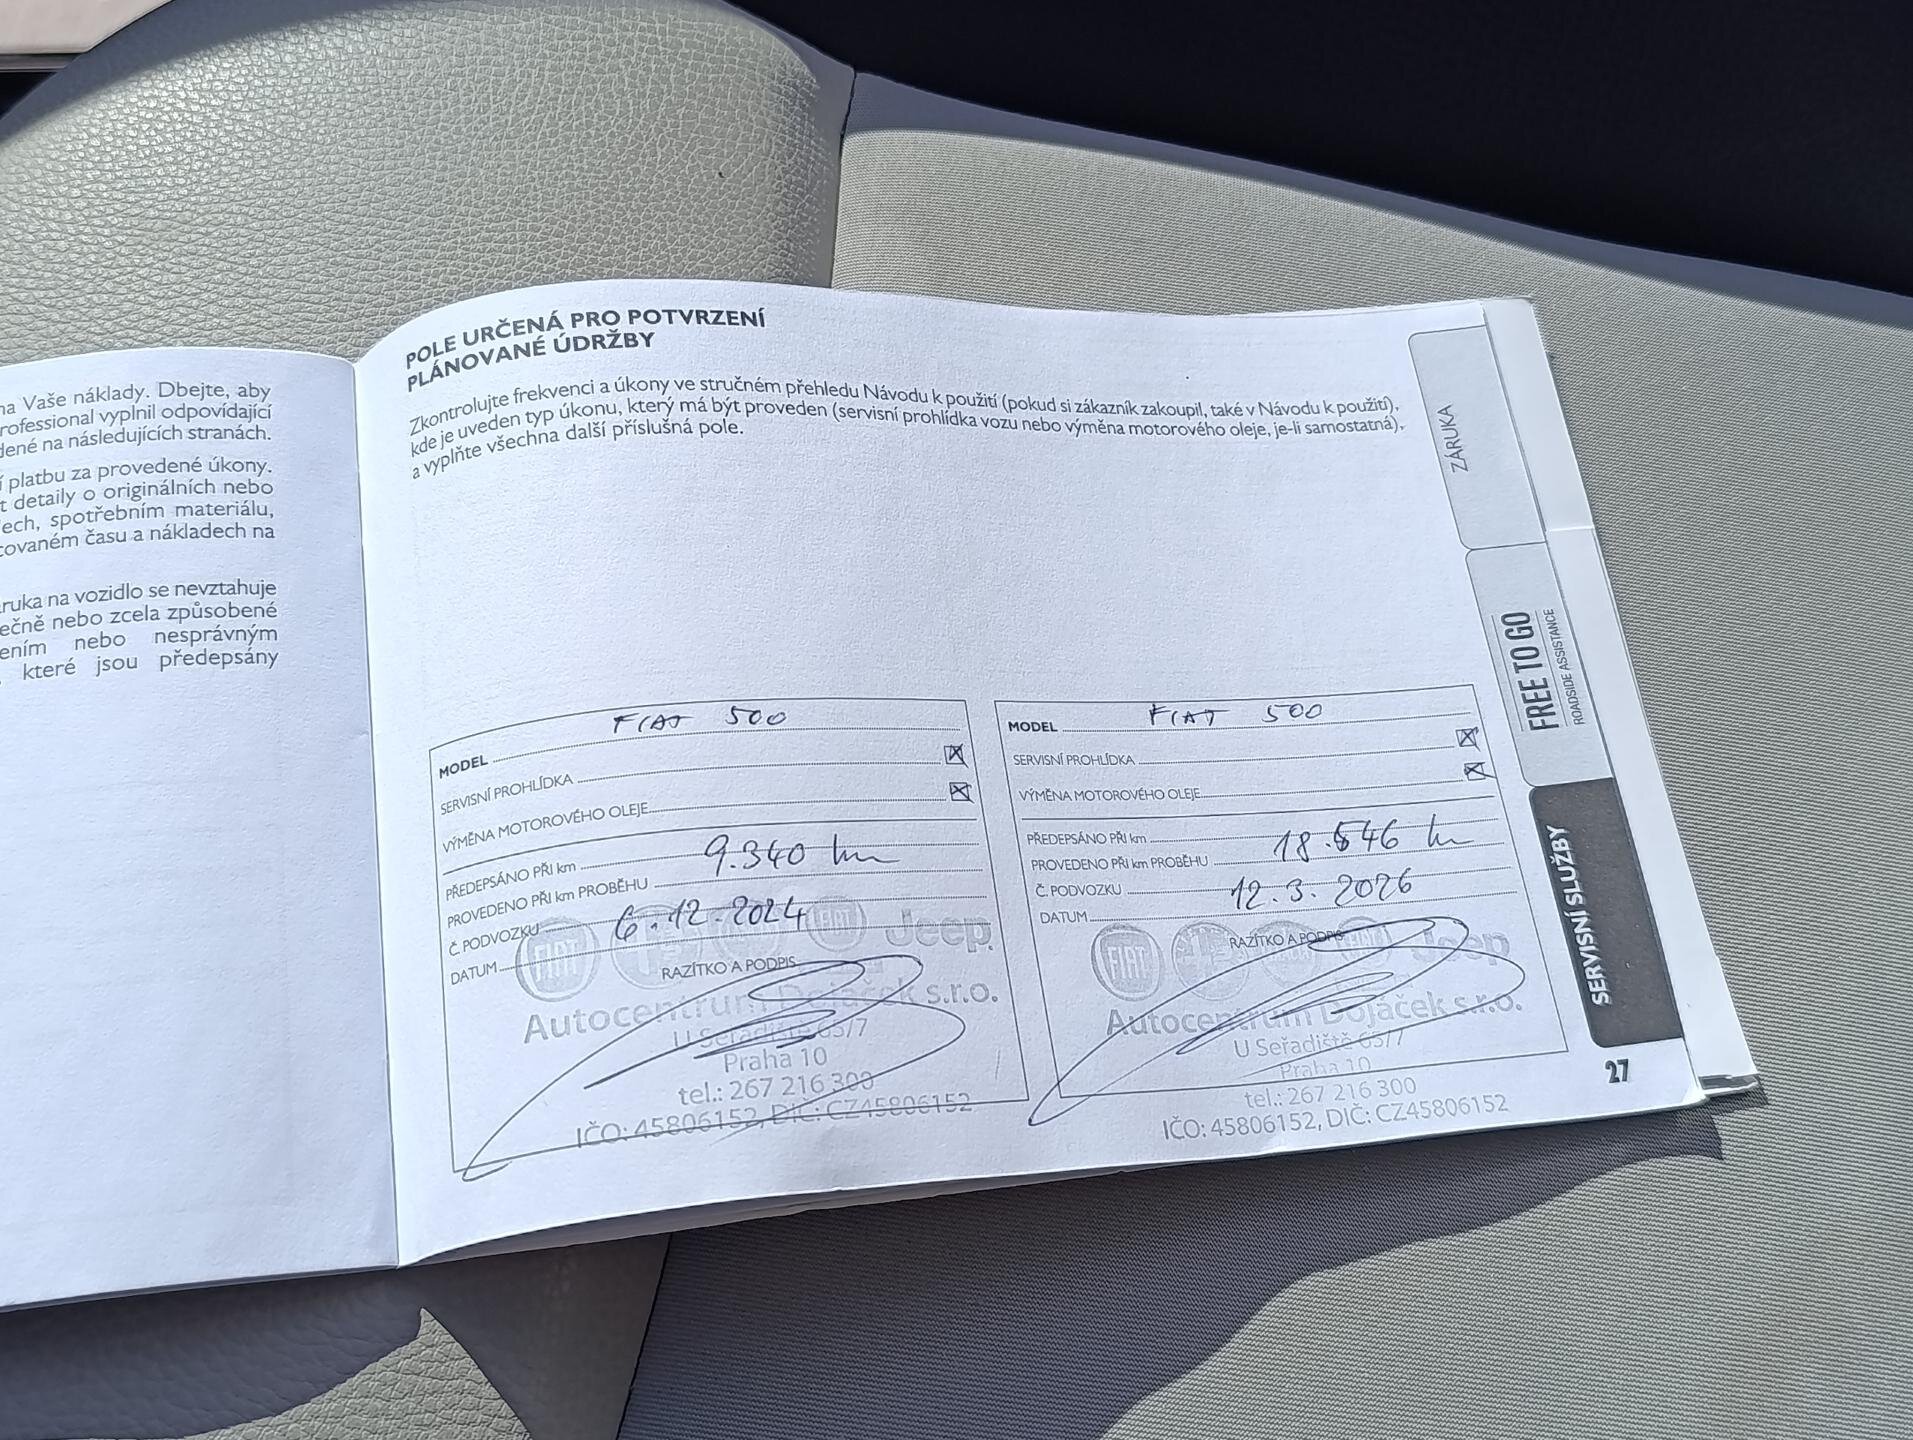 na Vaše náklady. Dbejte, aby
rofessional vyplnil odpovídající
dené na následujících stranách.
í platbu za provedené úkony.
t detaily o originálních nebo
lech, spotřebním materiálu,
covaném času a nákladech na
ruka na vozidlo se nevztahuje
ečně nebo zcela způsobené
ením nebo nesprávným
, které jsou předepsány
POLE URČENÁ PRO POTVRZENÍ
PLÁNOVANÉ ÚDRŽBY
Zkontrolujte frekvenci a úkony ve stručném přehledu Návodu k použití (pokud si zákazník zakoupil, také v Návodu k použití),
kde je uveden typ úkonu, který má být proveden (servisní prohlídka vozu nebo výměna motorového oleje, je-li samostatná),
a vyplňte všechna další příslušná pole.
MODEL FIAT 500
SERVISNÍ PROHLÍDKA
VÝMĚNA MOTOROVÉHO OLEJE
PŘEDEPSÁNO PŘI km
PROVEDENO PŘI km PROBĚHU 9.340 km
Č. PODVOZKU
DATUM 6.12.2024
RAZÍTKO A PODPIS
FIAT FIAT Jeep
Autocentrum Dojáček s.r.o.
U Seřadiště 65/7
Praha 10
tel.: 267 216 300
IČO: 45806152, DIČ: CZ45806152
MODEL FIAT 500
SERVISNÍ PROHLÍDKA
VÝMĚNA MOTOROVÉHO OLEJE
PŘEDEPSÁNO PŘI km
PROVEDENO PŘI km PROBĚHU 18.546 km
Č. PODVOZKU
DATUM 12.3.2026
RAZÍTKO A PODPIS
FIAT Jeep
Autocentrum Dojáček s.r.o.
U Seřadiště 65/7
Praha 10
tel.: 267 216 300
IČO: 45806152, DIČ: CZ45806152
ZÁRUKA
FREE TO GO
ROADSIDE ASSISTANCE
SERVISNÍ SLUŽBY
27